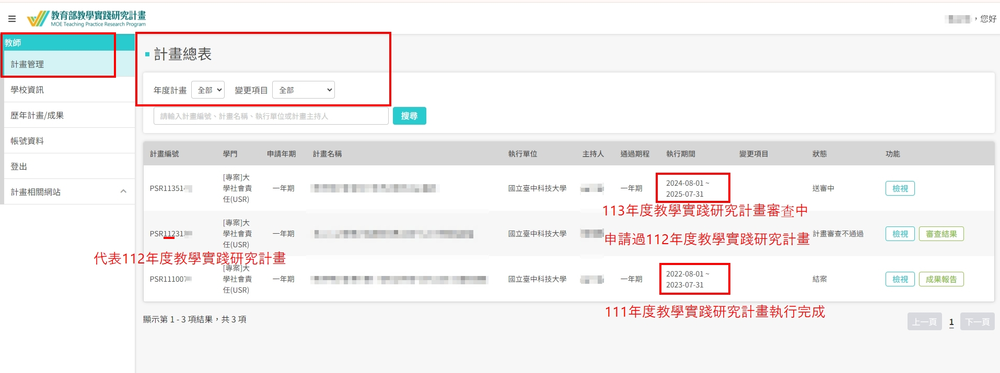 教育部教學實踐研究計畫
MOE Teaching Practice Research Program
，您好
教師
計畫管理
學校資訊
歷年計畫/成果
帳號資料
登出
計畫相關網站
計畫總表
年度計畫 全部 變更項目 全部
請輸入計畫編號、計畫名稱、執行單位或計畫主持人 搜尋
計畫編號 學門 申請年期 計畫名稱 執行單位 主持人 通過期程 執行期間 變更項目 狀態 功能
[專案]大
學社會責
任(USR)
PSR11351 一年期 國立臺中科技大學 一年期
2024-08-01 ~
2025-07-31
送審中 檢視
113年度教學實踐研究計畫審查中
[專案]大
學社會責
任(USR)
PSR11231 一年期 國立臺中科技大學 計畫審查不通過 檢視 審查結果
申請過112年度教學實踐研究計畫
代表112年度教學實踐研究計畫
[專案]大
學社會責
任(USR)
PSR111007 一年期 國立臺中科技大學 一年期
2022-08-01 ~
2023-07-31
結案 檢視 成果報告
111年度教學實踐研究計畫執行完成
顯示第 1 - 3 項結果，共 3 項
上一頁 1 下一頁